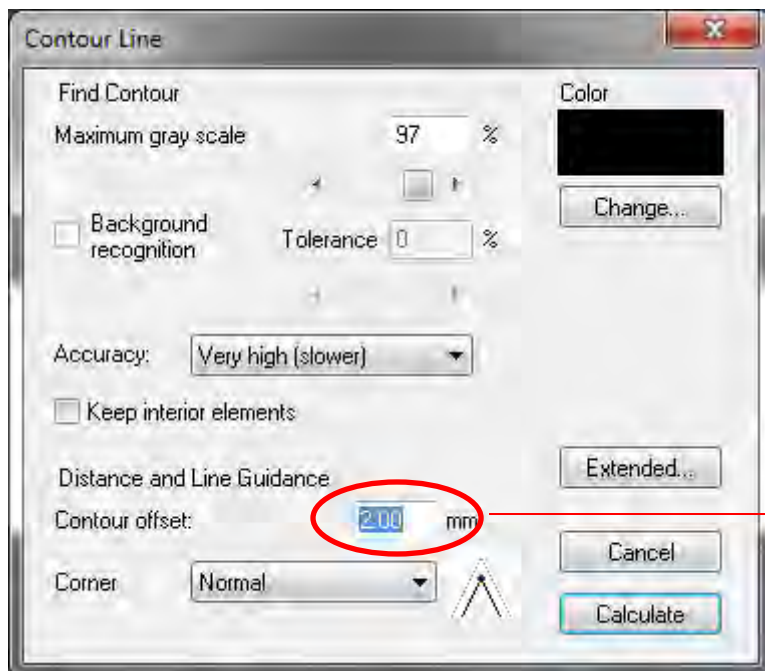 Contour Line
Find Contour
Color
Maximum gray scale 97 %
Change...
Background
recognition
Tolerance 0 %
Accuracy: Very high (slower)
Keep interior elements
Distance and Line Guidance
Extended...
Contour offset: 2.00 mm
Cancel
Corner Normal
Calculate